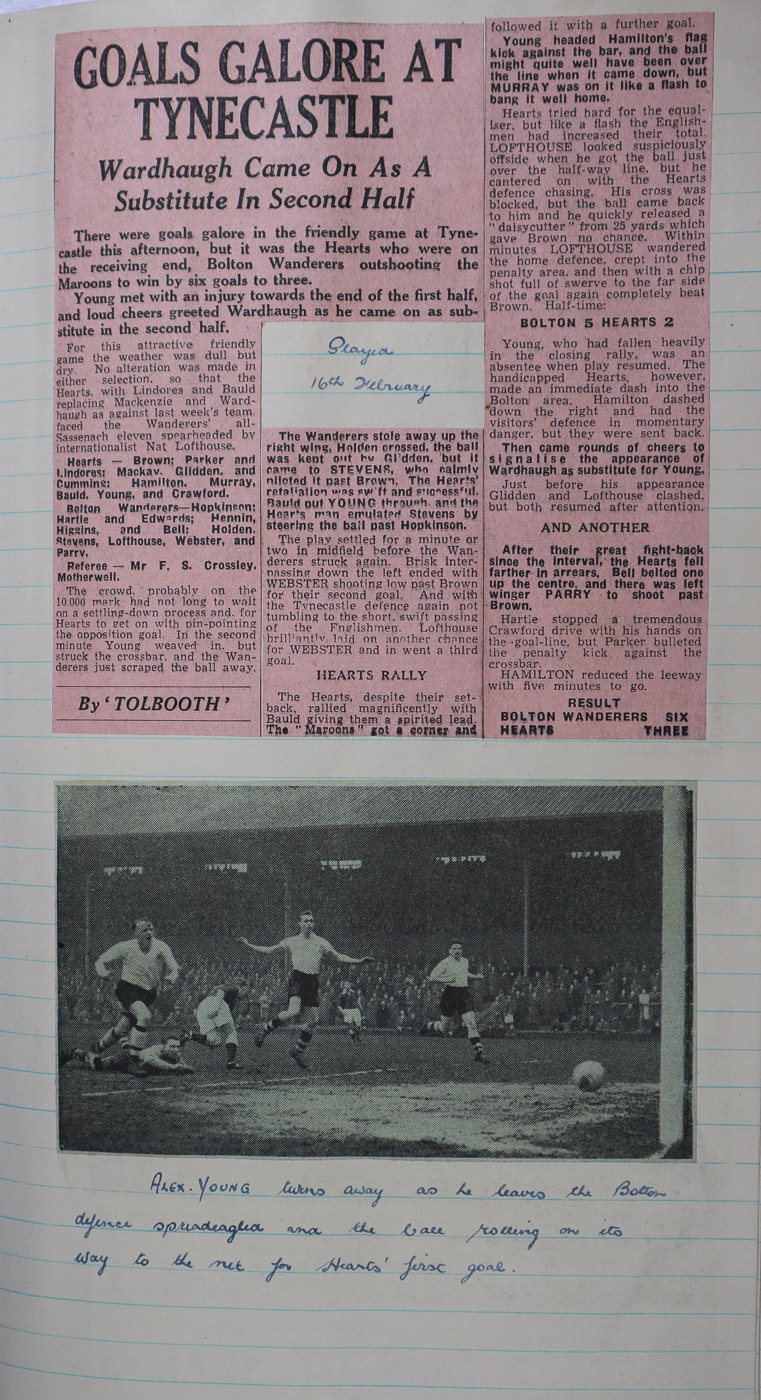 GOALS GALORE AT
TYNECASTLE
Wardhaugh Came On As A
Substitute In Second Half
There were goals galore in the friendly game at Tyne-
castle this afternoon, but it was the Hearts who were on
the receiving end, Bolton Wanderers outshooting the
Maroons to win by six goals to three.
Young met with an injury towards the end of the first half,
and loud cheers greeted Wardhaugh as he came on as sub-
stitute in the second half.
For this attractive friendly
game the weather was dull but
dry. No alteration was made in
either selection, so that the
Hearts, with Lindores and Bauld
replacing Mackenzie and Ward-
haugh as against last week's team,
faced the Wanderers' all-
Sassenach eleven spearheaded by
internationalist Nat Lofthouse.
Hearts — Brown; Parker and
Lindores; Mackay, Glidden, and
Cumming; Hamilton, Murray,
Bauld, Young, and Crawford.
Bolton Wanderers—Hopkinson;
Hartle and Edwards; Hennin,
Higgins, and Bell; Holden,
Stevens, Lofthouse, Webster, and
Parry.
Referee — Mr F. S. Crossley,
Motherwell.
The crowd, probably on the
10,000 mark, had not long to wait
on a settling-down process and, for
Hearts to get on with pin-pointing
the opposition goal. In the second
minute Young weaved in, but
struck the crossbar, and the Wan-
derers just scraped the ball away.
By 'TOLBOOTH'
Played
16th February
The Wanderers stole away up the
right wing, Holden crossed, the ball
was kept out by Glidden, but it
came to STEVENS, who calmly
piloted it past Brown. The Hearts'
retaliation was swift and successful.
Bauld put YOUNG through, and the
Hearts man emulated Stevens by
steering the ball past Hopkinson.
The play settled for a minute or
two in midfield before the Wan-
derers struck again. Brisk inter-
passing down the left ended with
WEBSTER shooting low past Brown
for their second goal. And with
the Tynecastle defence again not
tumbling to the short, swift passing
of the Englishmen, Lofthouse
brilliantly laid on another chance
for WEBSTER and in went a third
goal.
HEARTS RALLY
The Hearts, despite their set-
back, rallied magnificently with
Bauld giving them a spirited lead.
The "Maroons" got a corner and
followed it with a further goal.
Young headed Hamilton's flag
kick against the bar, and the ball
might quite well have been over
the line when it came down, but
MURRAY was on it like a flash to
bang it well home.
Hearts tried hard for the equal-
iser, but like a flash the English-
men had increased their total.
LOFTHOUSE looked suspiciously
offside when he got the ball just
over the half-way line, but he
cantered on with the Hearts
defence chasing. His cross was
blocked, but the ball came back
to him and he quickly released a
"daisycutter" from 25 yards which
gave Brown no chance. Within
minutes LOFTHOUSE wandered
the home defence, crept into the
penalty area, and then with a chip
shot full of swerve to the far side
of the goal again completely beat
Brown. Half-time:
BOLTON 5 HEARTS 2
Young, who had fallen heavily
in the closing rally, was an
absentee when play resumed. The
handicapped Hearts, however,
made an immediate dash into the
Bolton area. Hamilton dashed
down the right and had the
visitors' defence in momentary
danger, but they were sent back.
Then came rounds of cheers to
signalise the appearance of
Wardhaugh as substitute for Young.
Just before his appearance
Glidden and Lofthouse clashed,
but both resumed after attention.
AND ANOTHER
After their great fight-back
since the interval, the Hearts fell
farther in arrears. Bell belted one
up the centre, and there was left
winger PARRY to shoot past
Brown.
Hartle stopped a tremendous
Crawford drive with his hands on
the goal-line, but Parker bulleted
the penalty kick against the
crossbar.
HAMILTON reduced the leeway
with five minutes to go.
RESULT
BOLTON WANDERERS SIX
HEARTS THREE
ALEX. YOUNG turns away as he leaves the Bolton
defence spreadeagled and the ball rolling on its
way to the net for Hearts' first goal.